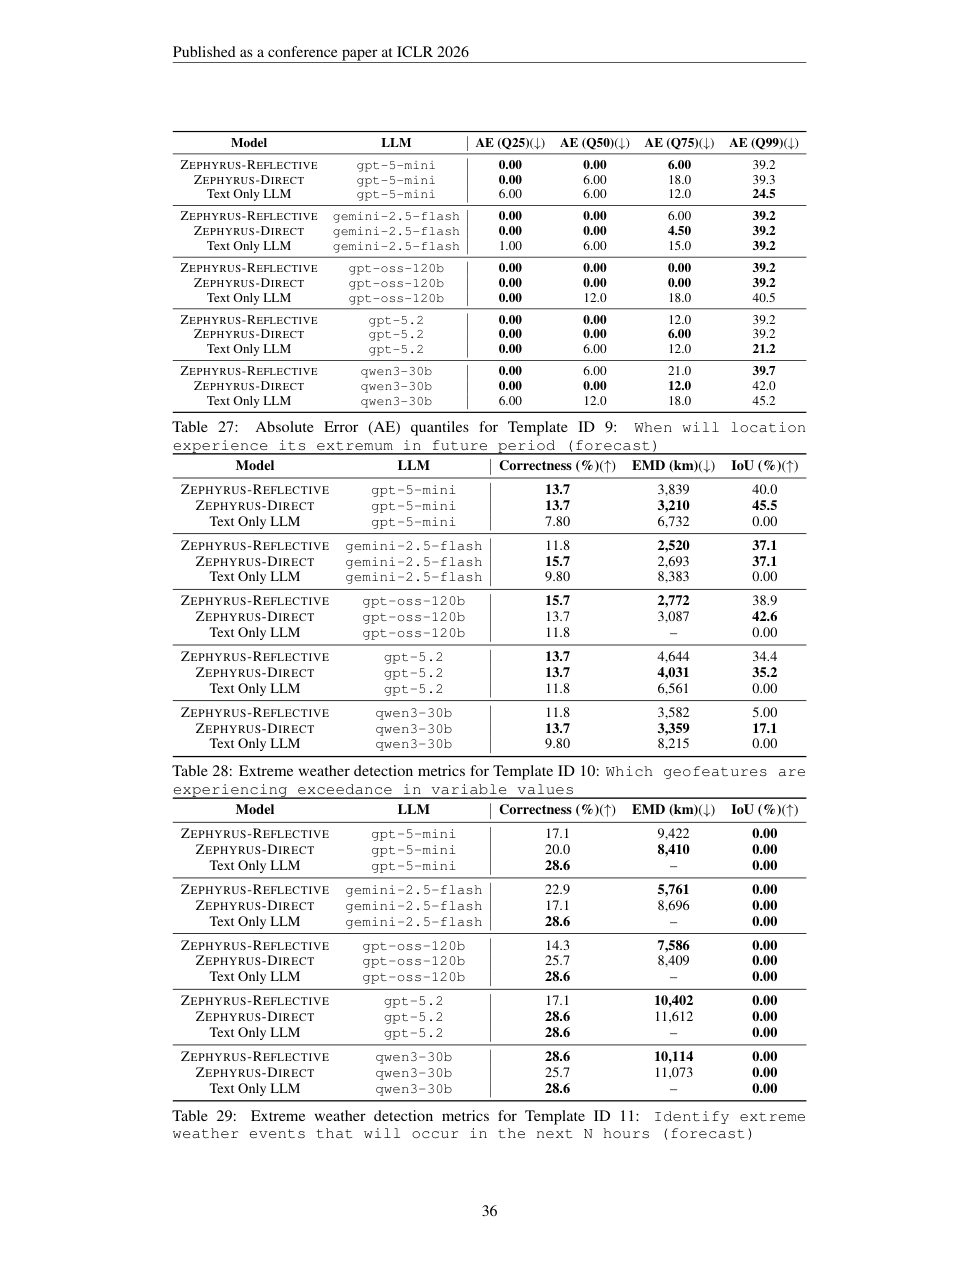 Published as a conference paper at ICLR 2026
Model LLM AE (Q25)(↓) AE (Q50)(↓) AE (Q75)(↓) AE (Q99)(↓)
ZEPHYRUS-REFLECTIVE gpt-5-mini 0.00 0.00 6.00 39.2
ZEPHYRUS-DIRECT gpt-5-mini 0.00 6.00 18.0 39.3
Text Only LLM gpt-5-mini 6.00 6.00 12.0 24.5
ZEPHYRUS-REFLECTIVE gemini-2.5-flash 0.00 0.00 6.00 39.2
ZEPHYRUS-DIRECT gemini-2.5-flash 0.00 0.00 4.50 39.2
Text Only LLM gemini-2.5-flash 1.00 6.00 15.0 39.2
ZEPHYRUS-REFLECTIVE gpt-oss-120b 0.00 0.00 0.00 39.2
ZEPHYRUS-DIRECT gpt-oss-120b 0.00 0.00 0.00 39.2
Text Only LLM gpt-oss-120b 0.00 12.0 18.0 40.5
ZEPHYRUS-REFLECTIVE gpt-5.2 0.00 0.00 12.0 39.2
ZEPHYRUS-DIRECT gpt-5.2 0.00 0.00 6.00 39.2
Text Only LLM gpt-5.2 0.00 6.00 12.0 21.2
ZEPHYRUS-REFLECTIVE qwen3-30b 0.00 6.00 21.0 39.7
ZEPHYRUS-DIRECT qwen3-30b 0.00 0.00 12.0 42.0
Text Only LLM qwen3-30b 6.00 12.0 18.0 45.2
Table 27: Absolute Error (AE) quantiles for Template ID 9: When will location
experience its extremum in future period (forecast)
Model LLM Correctness (%)(↑) EMD (km)(↓) IoU (%)(↑)
ZEPHYRUS-REFLECTIVE gpt-5-mini 13.7 3,839 40.0
ZEPHYRUS-DIRECT gpt-5-mini 13.7 3,210 45.5
Text Only LLM gpt-5-mini 7.80 6,732 0.00
ZEPHYRUS-REFLECTIVE gemini-2.5-flash 11.8 2,520 37.1
ZEPHYRUS-DIRECT gemini-2.5-flash 15.7 2,693 37.1
Text Only LLM gemini-2.5-flash 9.80 8,383 0.00
ZEPHYRUS-REFLECTIVE gpt-oss-120b 15.7 2,772 38.9
ZEPHYRUS-DIRECT gpt-oss-120b 13.7 3,087 42.6
Text Only LLM gpt-oss-120b 11.8 – 0.00
ZEPHYRUS-REFLECTIVE gpt-5.2 13.7 4,644 34.4
ZEPHYRUS-DIRECT gpt-5.2 13.7 4,031 35.2
Text Only LLM gpt-5.2 11.8 6,561 0.00
ZEPHYRUS-REFLECTIVE qwen3-30b 11.8 3,582 5.00
ZEPHYRUS-DIRECT qwen3-30b 13.7 3,359 17.1
Text Only LLM qwen3-30b 9.80 8,215 0.00
Table 28: Extreme weather detection metrics for Template ID 10: Which geofeatures are
experiencing exceedance in variable values
Model LLM Correctness (%)(↑) EMD (km)(↓) IoU (%)(↑)
ZEPHYRUS-REFLECTIVE gpt-5-mini 17.1 9,422 0.00
ZEPHYRUS-DIRECT gpt-5-mini 20.0 8,410 0.00
Text Only LLM gpt-5-mini 28.6 – 0.00
ZEPHYRUS-REFLECTIVE gemini-2.5-flash 22.9 5,761 0.00
ZEPHYRUS-DIRECT gemini-2.5-flash 17.1 8,696 0.00
Text Only LLM gemini-2.5-flash 28.6 – 0.00
ZEPHYRUS-REFLECTIVE gpt-oss-120b 14.3 7,586 0.00
ZEPHYRUS-DIRECT gpt-oss-120b 25.7 8,409 0.00
Text Only LLM gpt-oss-120b 28.6 – 0.00
ZEPHYRUS-REFLECTIVE gpt-5.2 17.1 10,402 0.00
ZEPHYRUS-DIRECT gpt-5.2 28.6 11,612 0.00
Text Only LLM gpt-5.2 28.6 – 0.00
ZEPHYRUS-REFLECTIVE qwen3-30b 28.6 10,114 0.00
ZEPHYRUS-DIRECT qwen3-30b 25.7 11,073 0.00
Text Only LLM qwen3-30b 28.6 – 0.00
Table 29: Extreme weather detection metrics for Template ID 11: Identify extreme
weather events that will occur in the next N hours (forecast)
36